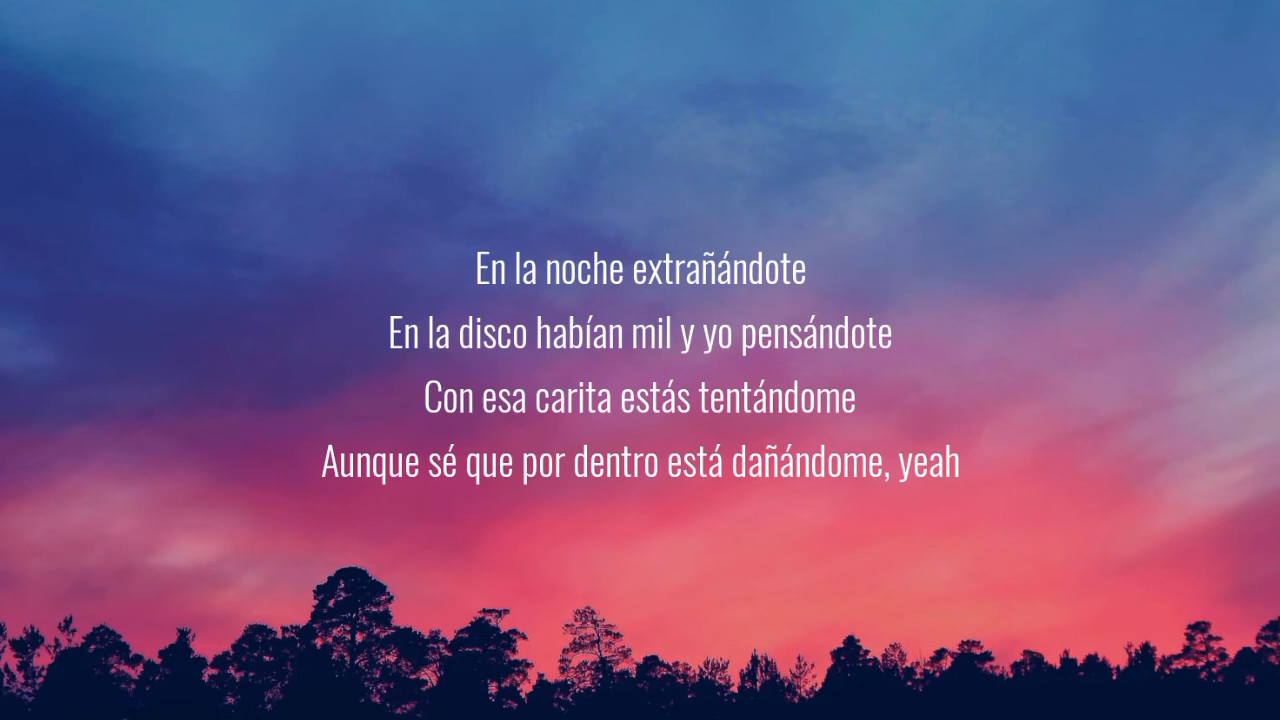 En la noche extrañándote
En la disco habían mil y yo pensándote
Con esa carita estás tentándome
Aunque sé que por dentro está dañándome, yeah